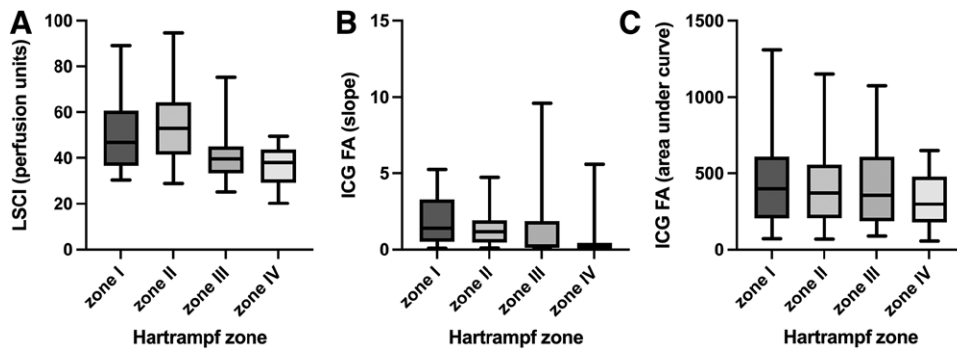 A
LSCI (perfusion units)
100
80
60
40
20
0
zone I
zone II
zone III
zone IV
Hartrampf zone
B
ICG FA (slope)
15
10
5
0
zone I
zone II
zone III
zone IV
Hartrampf zone
C
ICG FA (area under curve)
1500
1000
500
0
zone I
zone II
zone III
zone IV
Hartrampf zone